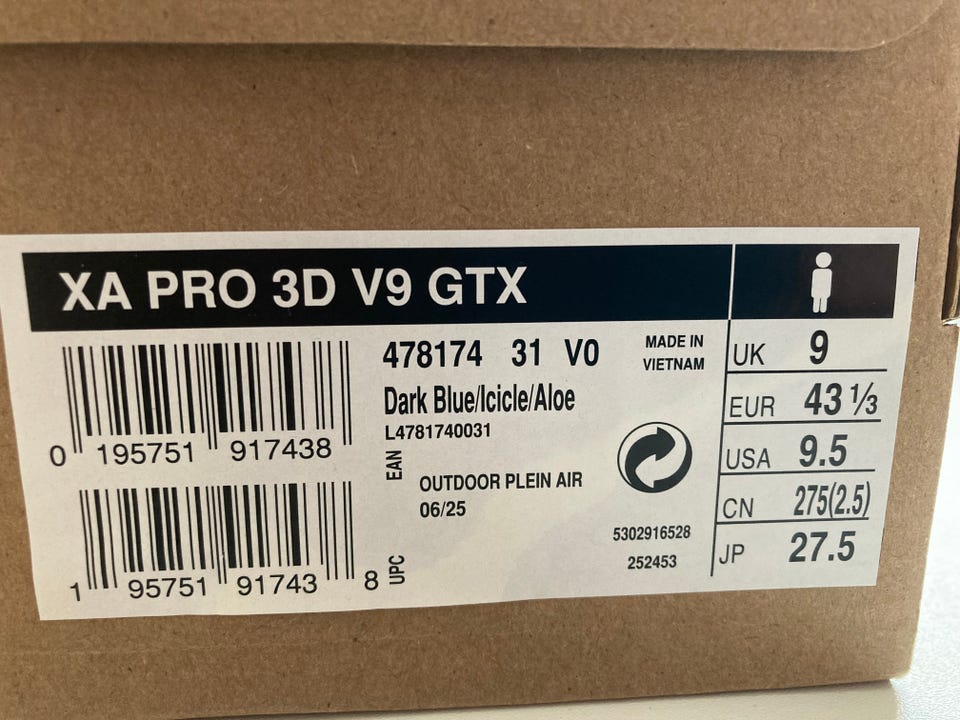 XA PRO 3D V9 GTX
0 195751 917438
EAN
1 95751 91743 8
UPC
478174 31 V0
Dark Blue/Icicle/Aloe
L4781740031
OUTDOOR PLEIN AIR
06/25
MADE IN
VIETNAM
5302916528
252453
UK 9
EUR 43 1/3
USA 9.5
CN 275(2.5)
JP 27.5